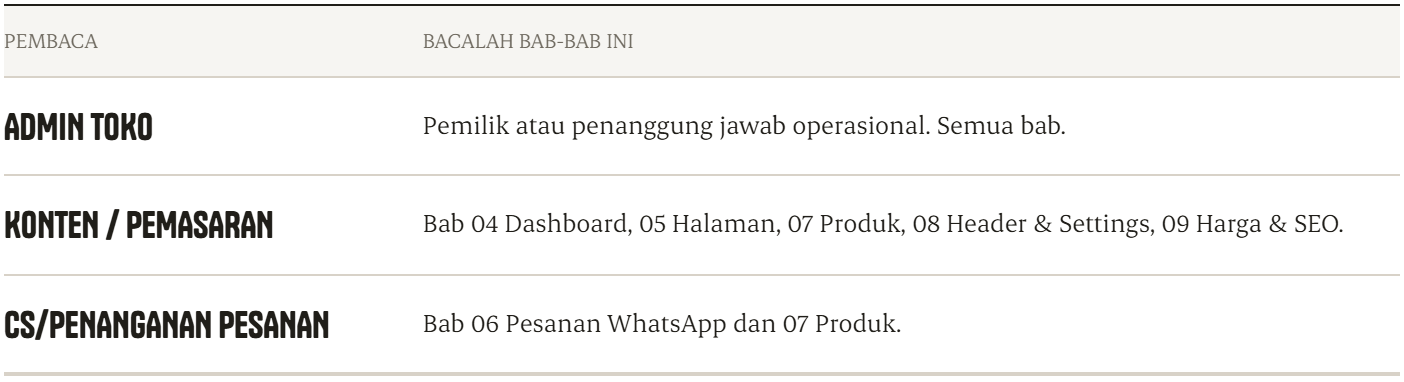 PEMBACA
BACALAH BAB-BAB INI
ADMIN TOKO
Pemilik atau penanggung jawab operasional. Semua bab.
KONTEN / PEMASARAN
Bab 04 Dashboard, 05 Halaman, 07 Produk, 08 Header & Settings, 09 Harga & SEO.
CS/PENANGANAN PESANAN
Bab 06 Pesanan WhatsApp dan 07 Produk.